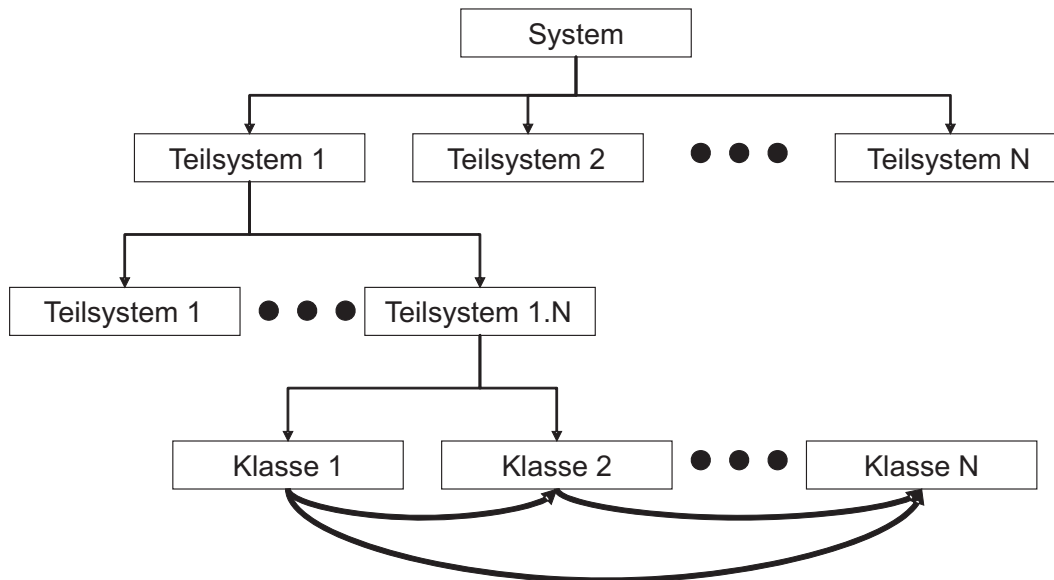 System
Teilsystem 1
Teilsystem 2
Teilsystem N
Teilsystem 1
Teilsystem 1.N
Klasse 1
Klasse 2
Klasse N